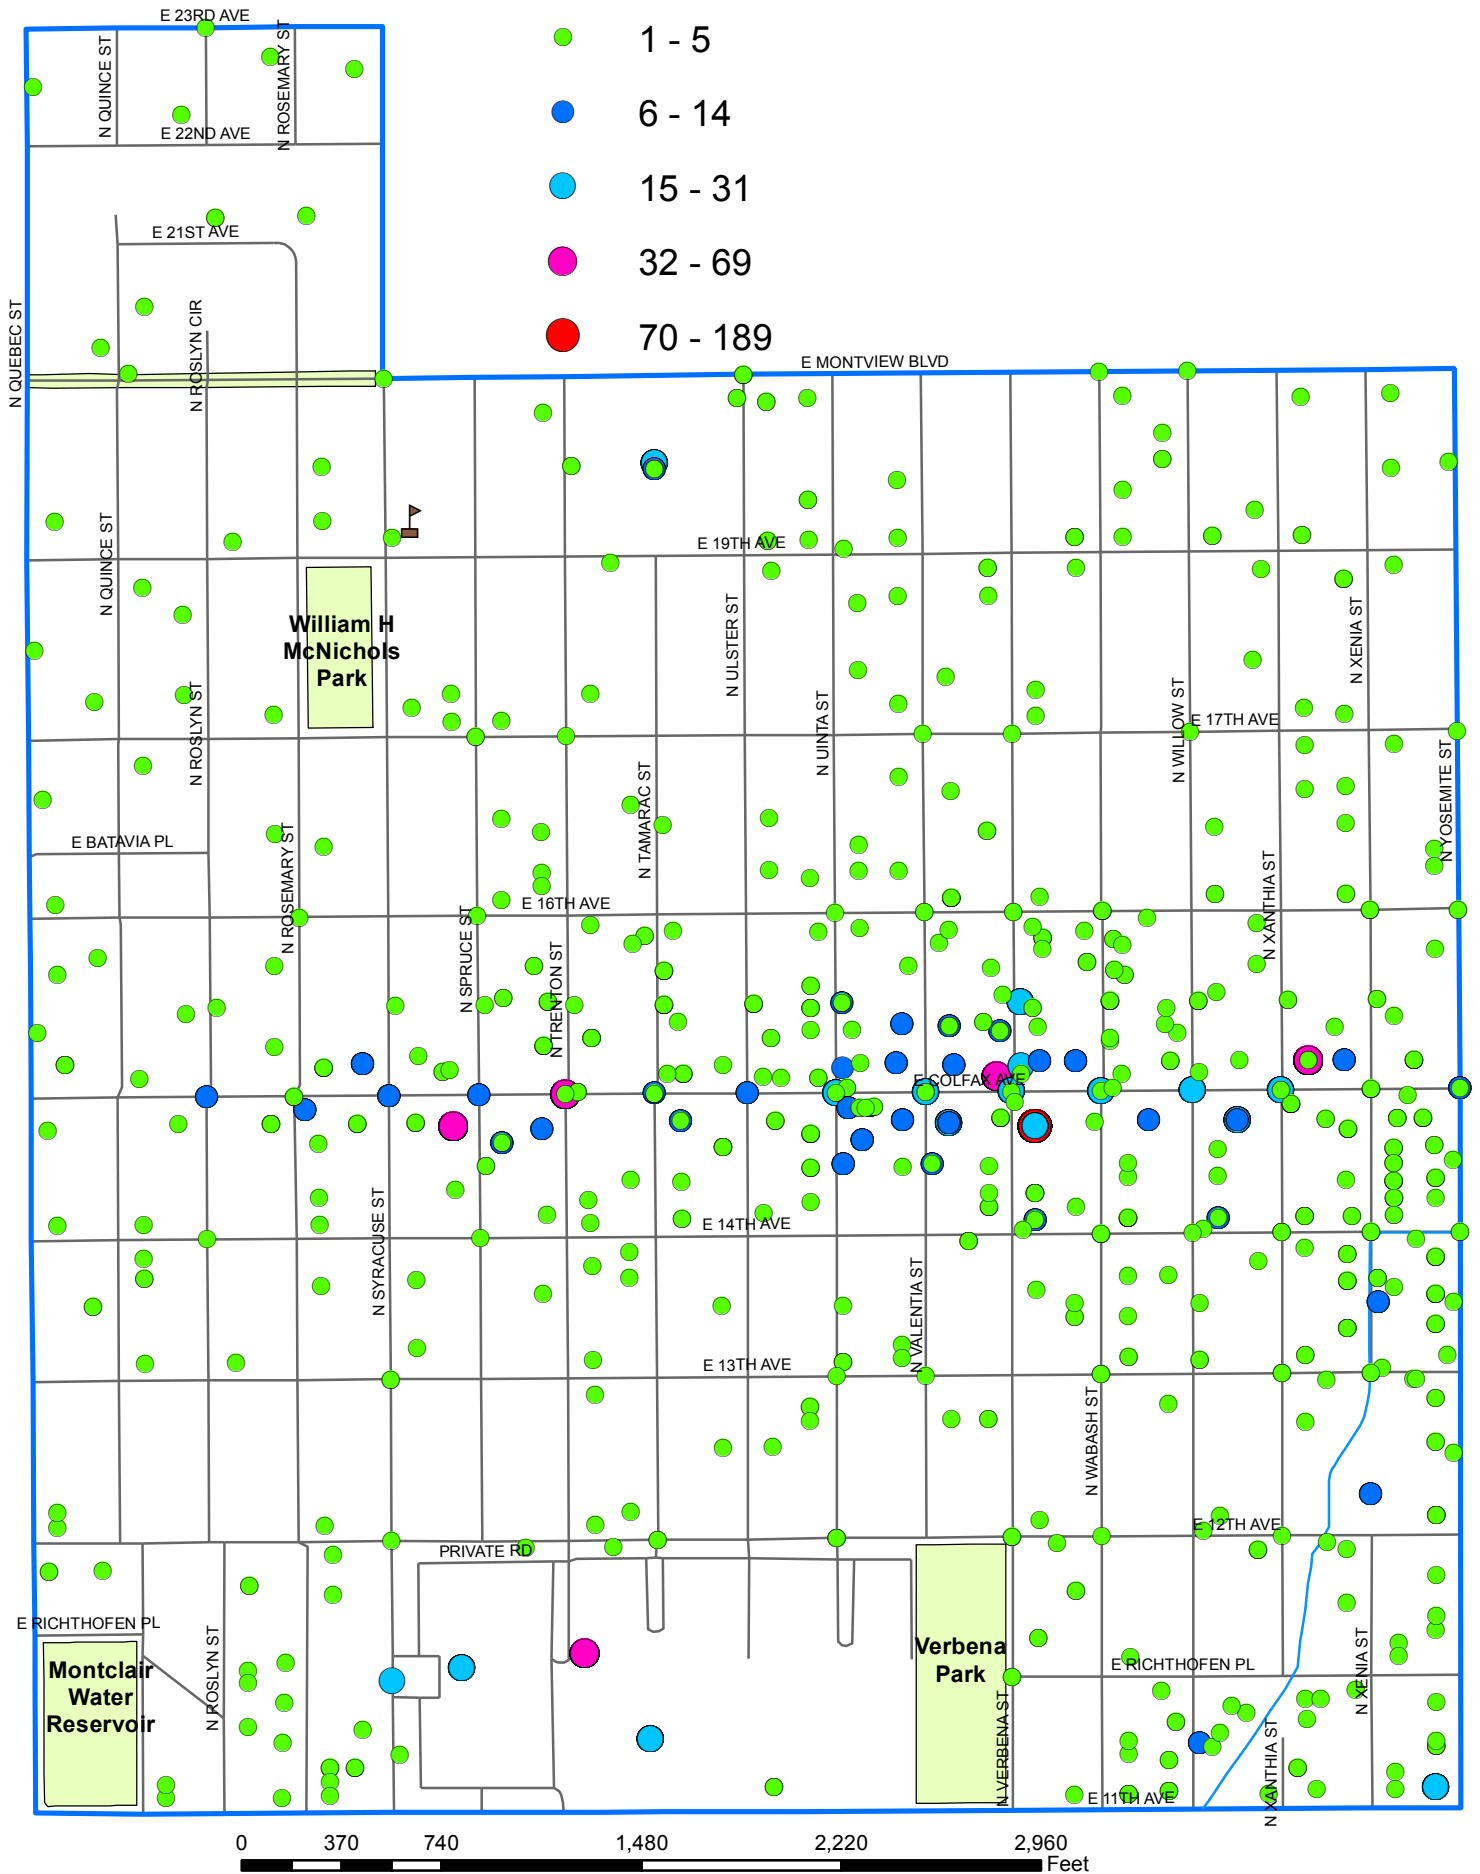 E 23RD AVE
1 - 5
N QUINCE ST
N ROSEMARY ST
6 - 14
E 22ND AVE
15 - 31
E 21ST AVE
32 - 69
N QUEBEC ST
N ROSLYN CIR
70 - 189
E MONTVIEW BLVD
N QUINCE ST
E 19TH AVE
William H
McNichols
Park
N ULSTER ST
N XENIA ST
N ROSLYN ST
N UINTA ST
N WILLOW ST
E 17TH AVE
N TAMARAC ST
N YOSEMITE ST
E BATAVIA PL
N ROSEMARY ST
N XANTHIA ST
E 16TH AVE
N SPRUCE ST
N TRENTON ST
E COLFAX AVE
N SYRACUSE ST
E 14TH AVE
N VALENTIA ST
E 13TH AVE
N WABASH ST
E 12TH AVE
PRIVATE RD
E RICHTHOFEN PL
N ROSLYN ST
Montclair
Water
Reservoir
Verbena
Park
E RICHTHOFEN PL
N XENIA ST
N VERBENA ST
N XANTHIA ST
E 11TH AVE
0 370 740 1,480 2,220 2,960
Feet